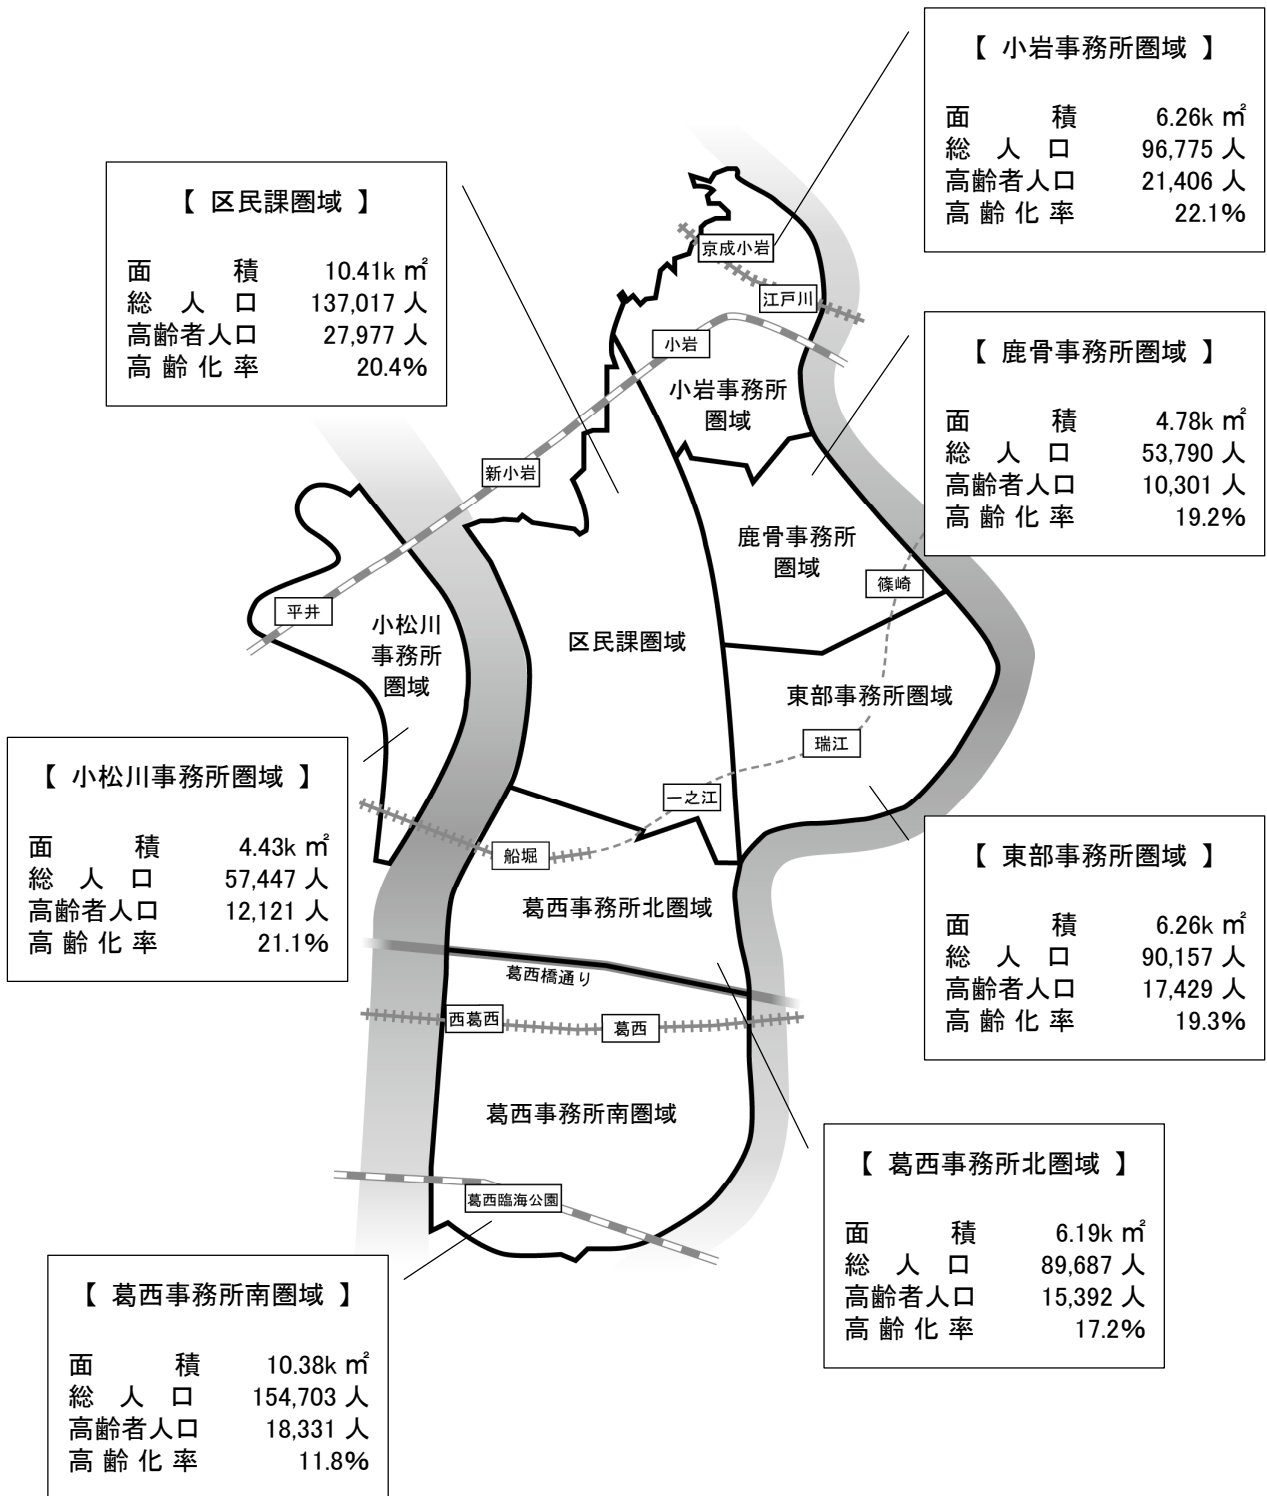 【 小岩事務所圏域 】
面積 6.26k㎡
総人口 96,775 人
高齢者人口 21,406 人
高齢化率 22.1%
【 区民課圏域 】
面積 10.41k㎡
総人口 137,017 人
高齢者人口 27,977 人
高齢化率 20.4%
京成小岩
江戸川
小岩
小岩事務所
圏域
【 鹿骨事務所圏域 】
面積 4.78k㎡
総人口 53,790 人
高齢者人口 10,301 人
高齢化率 19.2%
新小岩
鹿骨事務所
圏域
篠崎
平井
小松川
事務所
圏域
区民課圏域
東部事務所圏域
瑞江
一之江
【 小松川事務所圏域 】
面積 4.43k㎡
総人口 57,447 人
高齢者人口 12,121 人
高齢化率 21.1%
船堀
葛西事務所北圏域
【 東部事務所圏域 】
面積 6.26k㎡
総人口 90,157 人
高齢者人口 17,429 人
高齢化率 19.3%
葛西橋通り
西葛西
葛西
葛西事務所南圏域
【 葛西事務所北圏域 】
面積 6.19k㎡
総人口 89,687 人
高齢者人口 15,392 人
高齢化率 17.2%
葛西臨海公園
【 葛西事務所南圏域 】
面積 10.38k㎡
総人口 154,703 人
高齢者人口 18,331 人
高齢化率 11.8%